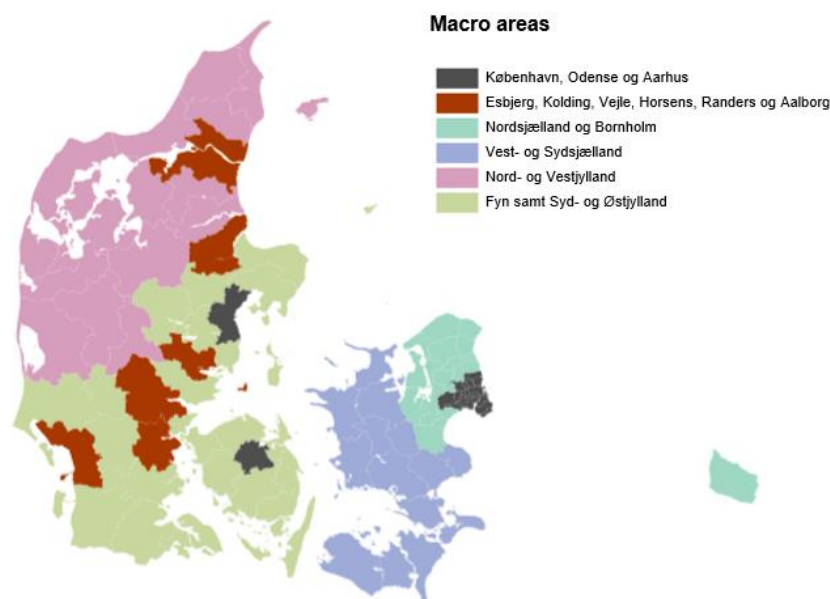 Macro areas
København, Odense og Aarhus
Esbjerg, Kolding, Vejle, Horsens, Randers og Aalborg
Nordsjælland og Bornholm
Vest- og Sydsjælland
Nord- og Vestjylland
Fyn samt Syd- og Østjylland